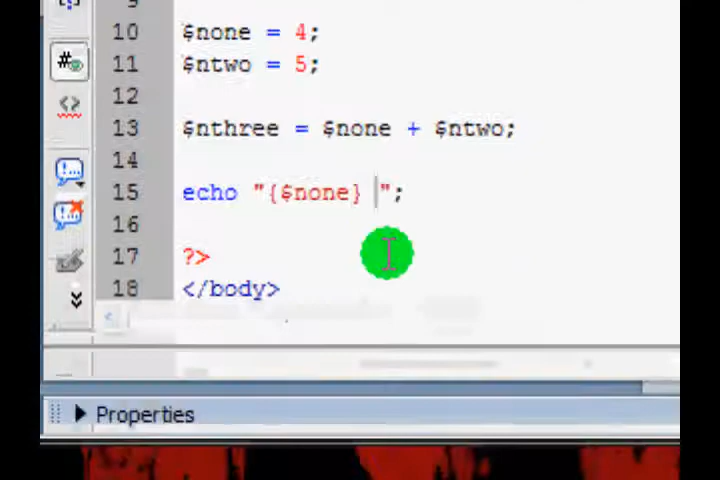 9
10 $none = 4;
11 $ntwo = 5;
12
13 $nthree = $none + $ntwo;
14
15 echo "{$none} ";
16
17 ?>
18 </body>
Properties